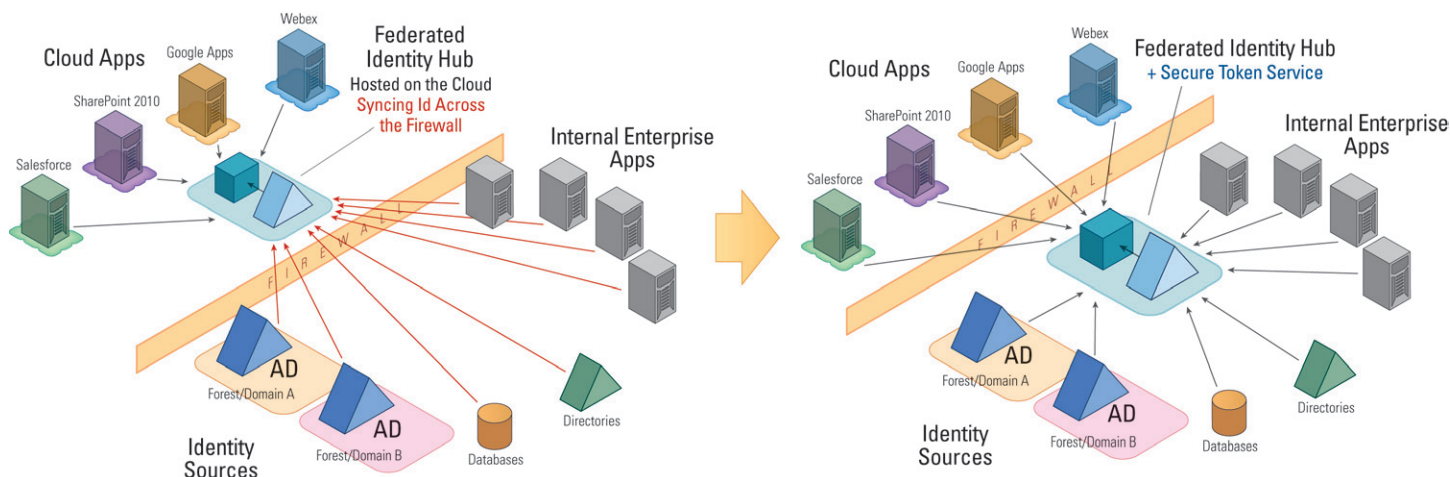 Webex
Cloud Apps
Google Apps
Federated
Identity Hub
Hosted on the Cloud
Syncing Id Across
the Firewall
SharePoint 2010
Salesforce
Internal Enterprise
Apps
FIREWALL
AD
Forest/Domain A
AD
Forest/Domain B
Identity
Sources
Databases
Directories
Webex
Cloud Apps
Google Apps
Federated Identity Hub
+ Secure Token Service
SharePoint 2010
Salesforce
Internal Enterprise
Apps
FIREWALL
AD
Forest/Domain A
AD
Forest/Domain B
Identity
Sources
Databases
Directories